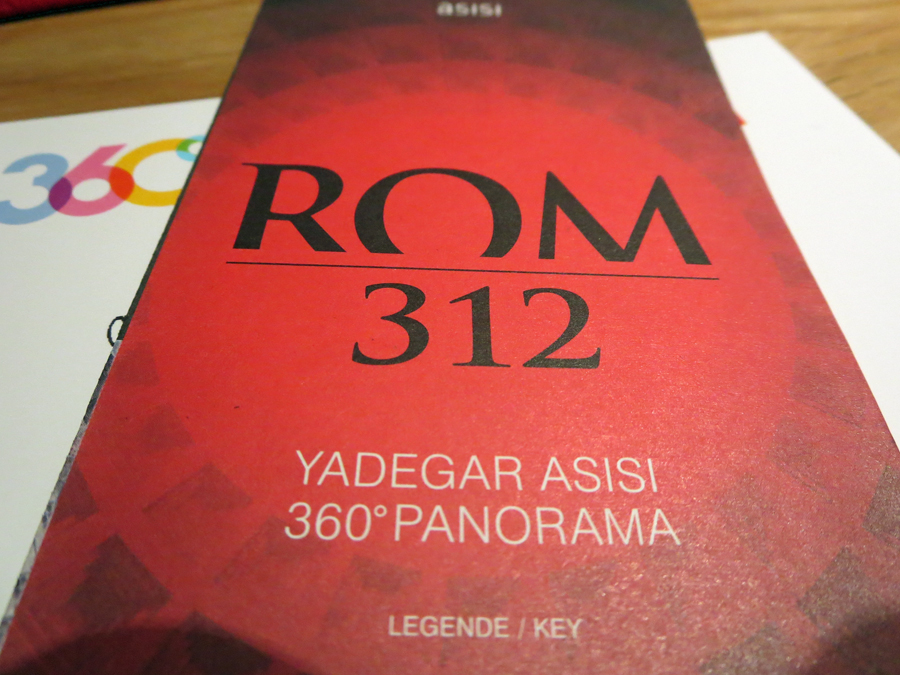 asisi
360°
ROM
312
YADEGAR ASISI
360° PANORAMA
LEGENDE / KEY